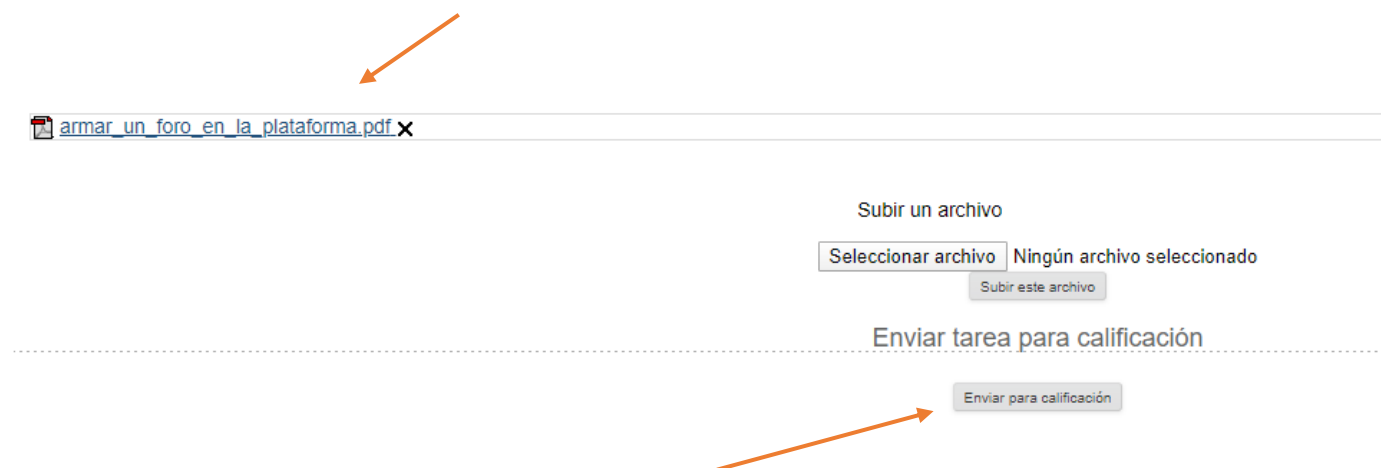 armar_un_foro_en_la_plataforma.pdf
Subir un archivo
Seleccionar archivo Ningún archivo seleccionado
Subir este archivo
Enviar tarea para calificación
Enviar para calificación